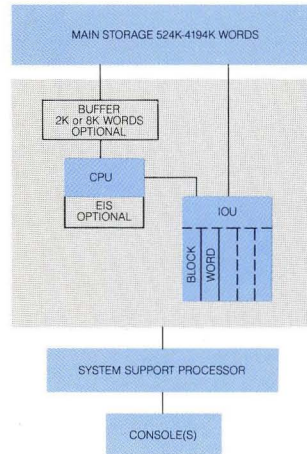 MAIN STORAGE 524K-4194K WORDS
BUFFER
2K or 8K WORDS
OPTIONAL
CPU
EIS
OPTIONAL
IOU
BLOCK
WORD
SYSTEM SUPPORT PROCESSOR
CONSOLE(S)